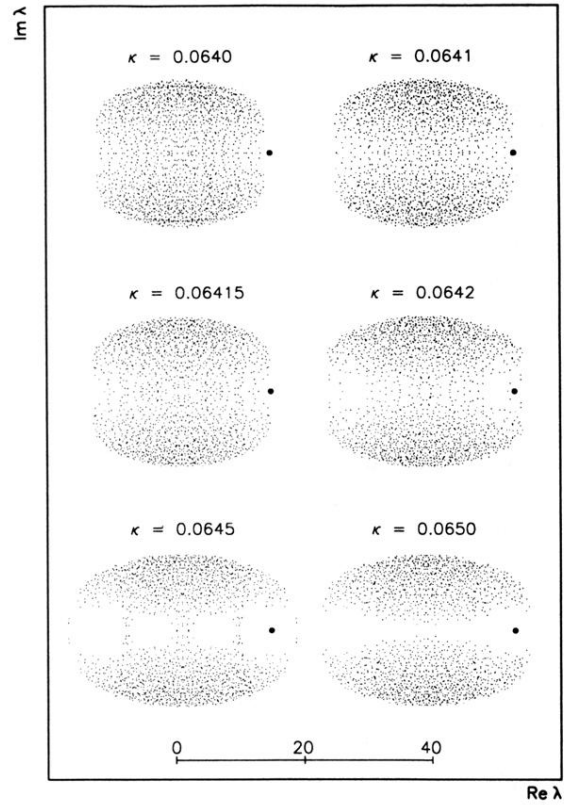 Im λ
κ = 0.0640
κ = 0.0641
κ = 0.06415
κ = 0.0642
κ = 0.0645
κ = 0.0650
0 20 40
Re λ